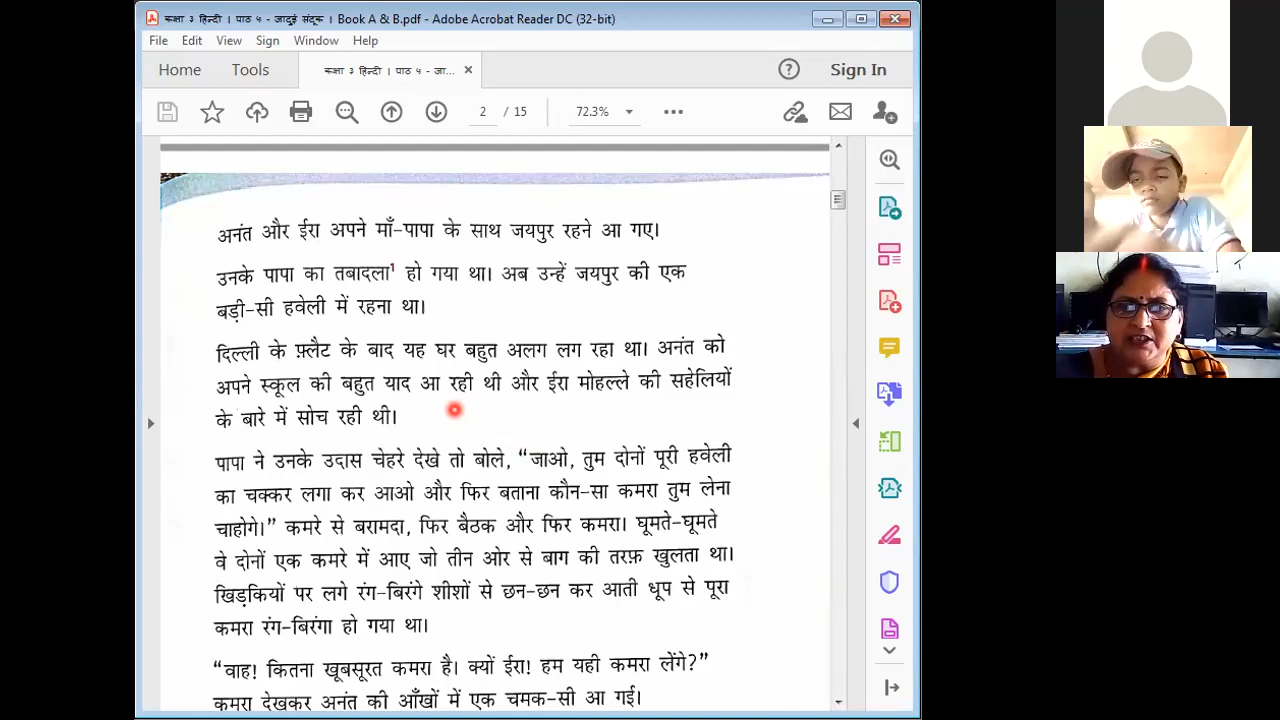 कक्षा ३ हिन्दी । पाठ ५ - जादुई संदूक । Book A & B.pdf - Adobe Acrobat Reader DC (32-bit)
File Edit View Sign Window Help
Home Tools कक्षा ३ हिन्दी । पाठ ५ - जा... Sign In
2 / 15 72.3%
अनंत और ईरा अपने माँ-पापा के साथ जयपुर रहने आ गए।
उनके पापा का तबादला¹ हो गया था। अब उन्हें जयपुर की एक
बड़ी-सी हवेली में रहना था।
दिल्ली के फ़्लैट के बाद यह घर बहुत अलग लग रहा था। अनंत को
अपने स्कूल की बहुत याद आ रही थी और ईरा मोहल्ले की सहेलियों
के बारे में सोच रही थी।
पापा ने उनके उदास चेहरे देखे तो बोले, “जाओ, तुम दोनों पूरी हवेली
का चक्कर लगा कर आओ और फिर बताना कौन-सा कमरा तुम लेना
चाहोगे।” कमरे से बरामदा, फिर बैठक और फिर कमरा। घूमते-घूमते
वे दोनों एक कमरे में आए जो तीन ओर से बाग की तरफ़ खुलता था।
खिड़कियों पर लगे रंग-बिरंगे शीशों से छन-छन कर आती धूप से पूरा
कमरा रंग-बिरंगा हो गया था।
“वाह! कितना खूबसूरत कमरा है। क्यों ईरा! हम यही कमरा लेंगे?”
कमरा देखकर अनंत की आँखों में एक चमक-सी आ गई।